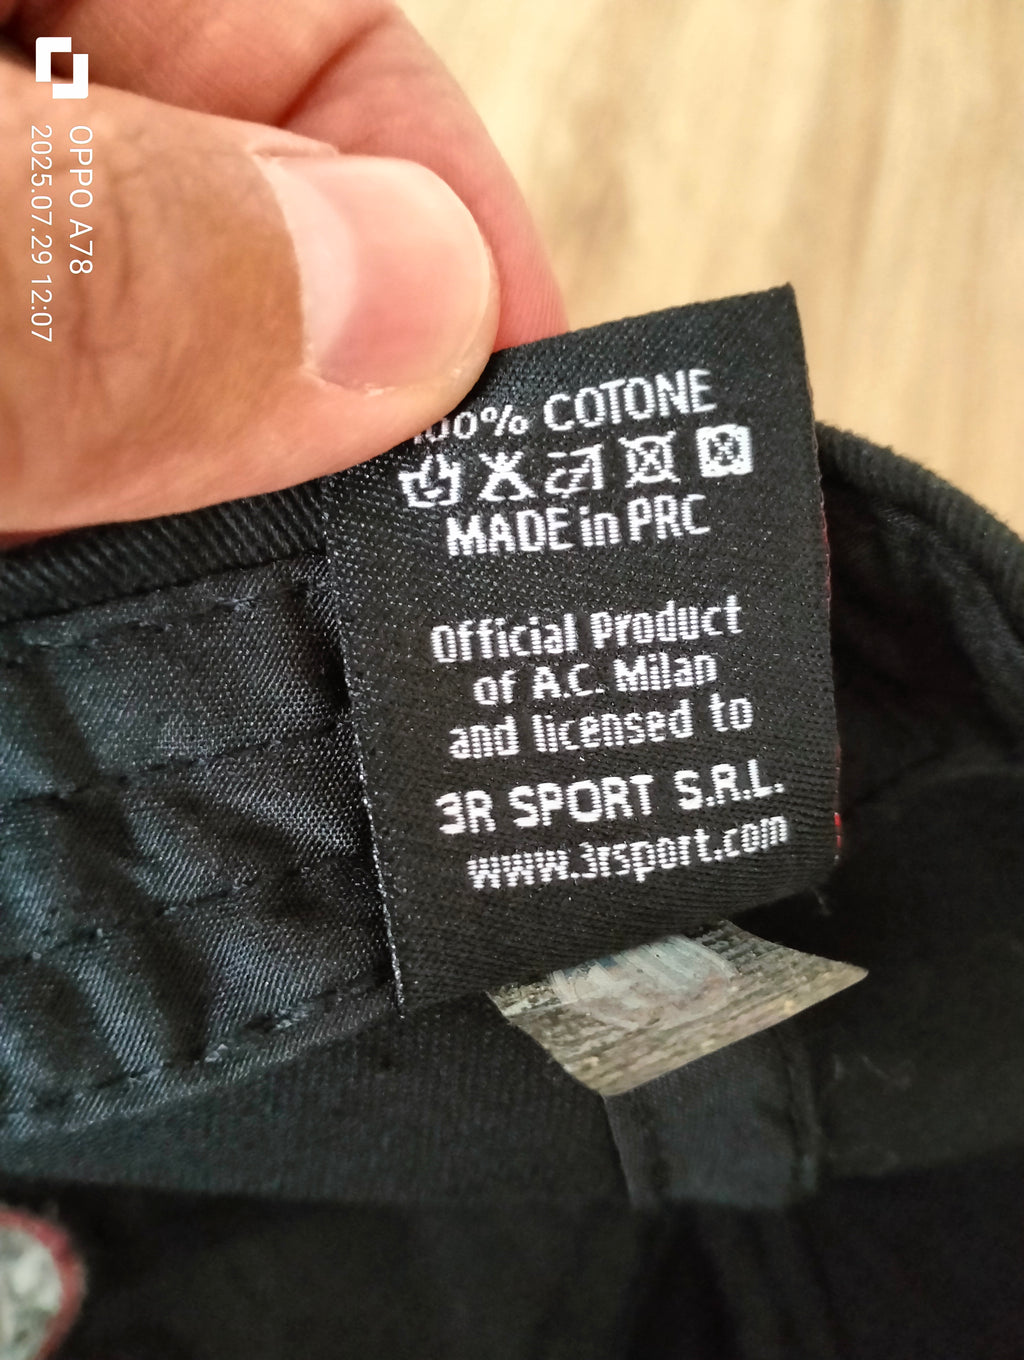 100% COTONE
MADE in PRC
Official Product
of A.C. Milan
and licensed to
3R SPORT S.R.L.
www.3rsport.com
OPPO A78
2025.07.29 12:07